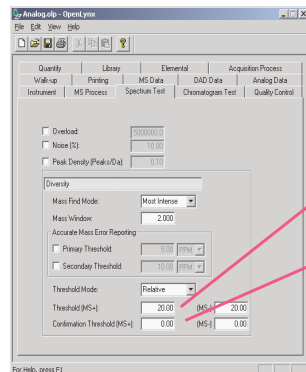 Analog.olp - OpenLynx
File Edit View Help
Quantify Library Elemental Acquisition Process
Walk-up Printing MS Data DAD Data Analog Data
Instrument MS Process Spectrum Test Chromatogram Test Quality Control
Overload: 5000000.0
Noise (%): 10.00
Peak Density (Peaks/Da): 0.10
Diversity
Mass Find Mode: Most Intense
Mass Window: 2.000
Accurate Mass Error Reporting
Primary Threshold: 5.00 PPM
Secondary Threshold: 10.00 PPM
Threshold Mode: Relative
Threshold (MS+): 20.00 (MS-): 20.00
Confirmation Threshold (MS+): 0.00 (MS-): 0.00
For Help, press F1